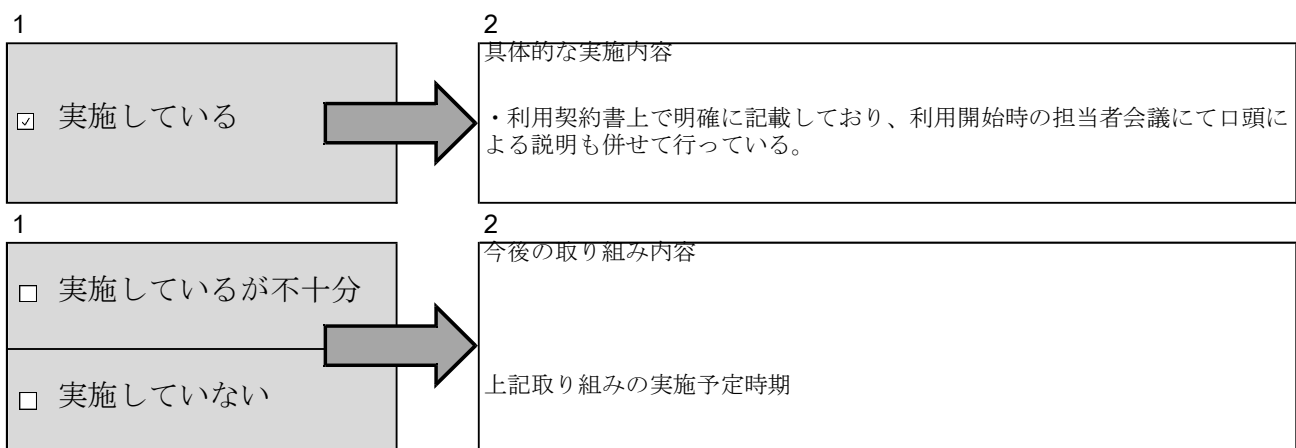 1
2
☑ 実施している
具体的な実施内容
・利用契約書上で明確に記載しており、利用開始時の担当者会議にて口頭に
よる説明も併せて行っている。
1
2
□ 実施しているが不十分
□ 実施していない
今後の取り組み内容
上記取り組みの実施予定時期